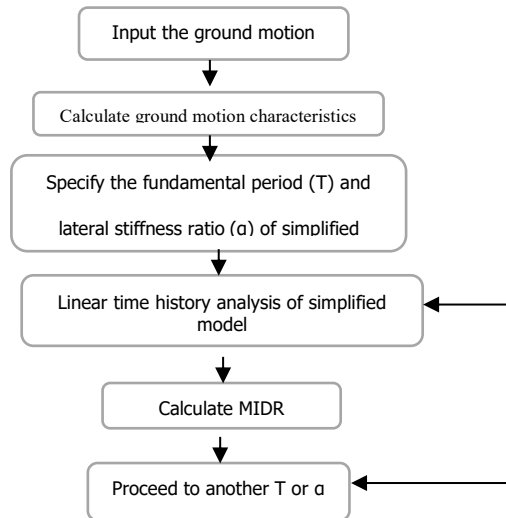 Input the ground motion
Calculate ground motion characteristics
Specify the fundamental period (T) and
lateral stiffness ratio (α) of simplified
Linear time history analysis of simplified
model
Calculate MIDR
Proceed to another T or α